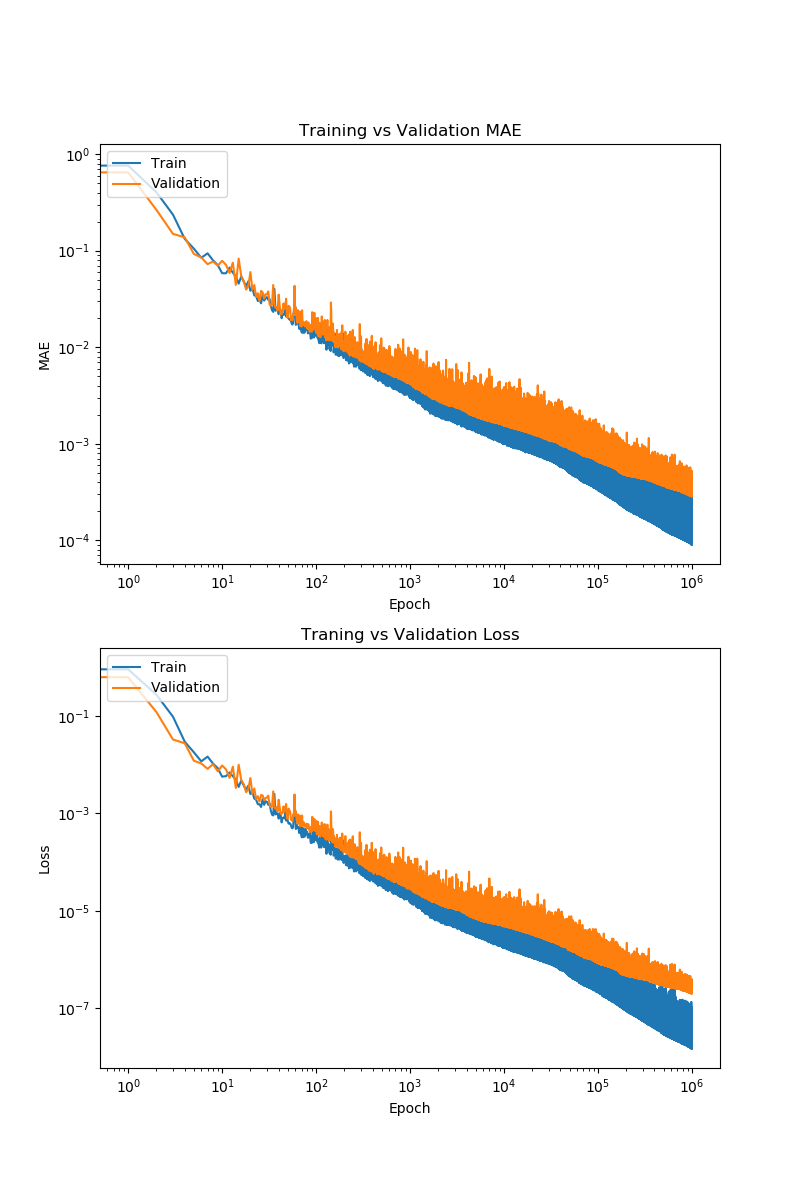 Training vs Validation MAE
10⁰
10⁻¹
10⁻²
10⁻³
10⁻⁴
MAE
Train
Validation
10⁰ 10¹ 10² 10³ 10⁴ 10⁵ 10⁶
Epoch
Traning vs Validation Loss
10⁻¹
10⁻³
10⁻⁵
10⁻⁷
Loss
Train
Validation
10⁰ 10¹ 10² 10³ 10⁴ 10⁵ 10⁶
Epoch